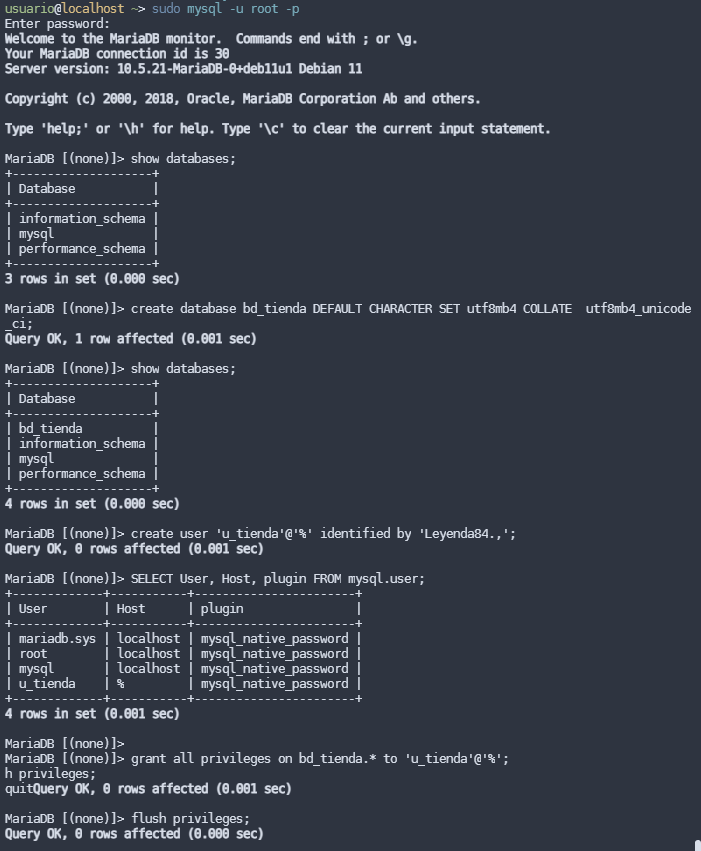 usuario@localhost ~> sudo mysql -u root -p
Enter password:
Welcome to the MariaDB monitor.  Commands end with ; or \g.
Your MariaDB connection id is 30
Server version: 10.5.21-MariaDB-0+deb11u1 Debian 11

Copyright (c) 2000, 2018, Oracle, MariaDB Corporation Ab and others.

Type 'help;' or '\h' for help. Type '\c' to clear the current input statement.

MariaDB [(none)]> show databases;
+--------------------+
| Database           |
+--------------------+
| information_schema |
| mysql              |
| performance_schema |
+--------------------+
3 rows in set (0.000 sec)

MariaDB [(none)]> create database bd_tienda DEFAULT CHARACTER SET utf8mb4 COLLATE  utf8mb4_unicode
_ci;
Query OK, 1 row affected (0.001 sec)

MariaDB [(none)]> show databases;
+--------------------+
| Database           |
+--------------------+
| bd_tienda          |
| information_schema |
| mysql              |
| performance_schema |
+--------------------+
4 rows in set (0.000 sec)

MariaDB [(none)]> create user 'u_tienda'@'%' identified by 'Leyenda84.,';
Query OK, 0 rows affected (0.001 sec)

MariaDB [(none)]> SELECT User, Host, plugin FROM mysql.user;
+-------------+-----------+-----------------------+
| User        | Host      | plugin                |
+-------------+-----------+-----------------------+
| mariadb.sys | localhost | mysql_native_password |
| root        | localhost | mysql_native_password |
| mysql       | localhost | mysql_native_password |
| u_tienda    | %         | mysql_native_password |
+-------------+-----------+-----------------------+
4 rows in set (0.001 sec)

MariaDB [(none)]>
MariaDB [(none)]> grant all privileges on bd_tienda.* to 'u_tienda'@'%';
h privileges;
quitQuery OK, 0 rows affected (0.001 sec)

MariaDB [(none)]> flush privileges;
Query OK, 0 rows affected (0.000 sec)